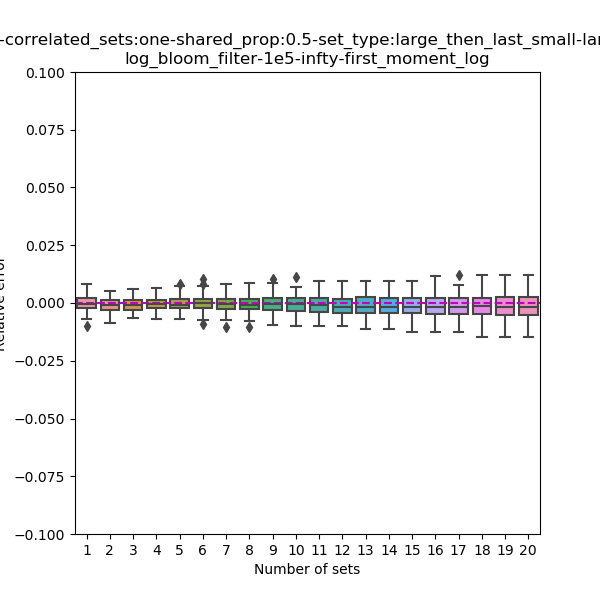 -correlated_sets:one-shared_prop:0.5-set_type:large_then_last_small-lar
log_bloom_filter-1e5-infty-first_moment_log
0.100
0.075
0.050
0.025
0.000
−0.025
−0.050
−0.075
−0.100
Relative error
1 2 3 4 5 6 7 8 9 10 11 12 13 14 15 16 17 18 19 20
Number of sets